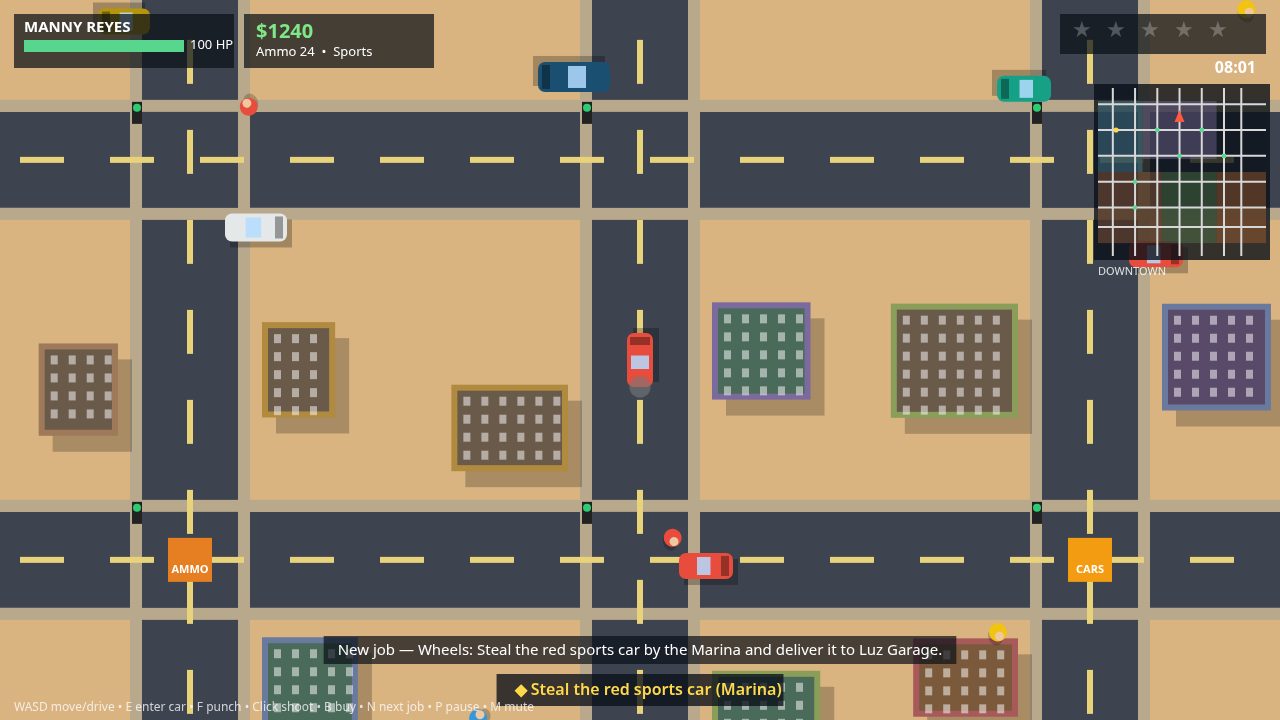 MANNY REYES
100 HP
$1240
Ammo 24 • Sports
★ ★ ★ ★ ★
08:01
DOWNTOWN
AMMO
CARS
New job — Wheels: Steal the red sports car by the Marina and deliver it to Luz Garage.
◆ Steal the red sports car (Marina)
WASD move/drive • E enter car • F punch • Click shoot • B buy • N next job • P pause • M mute